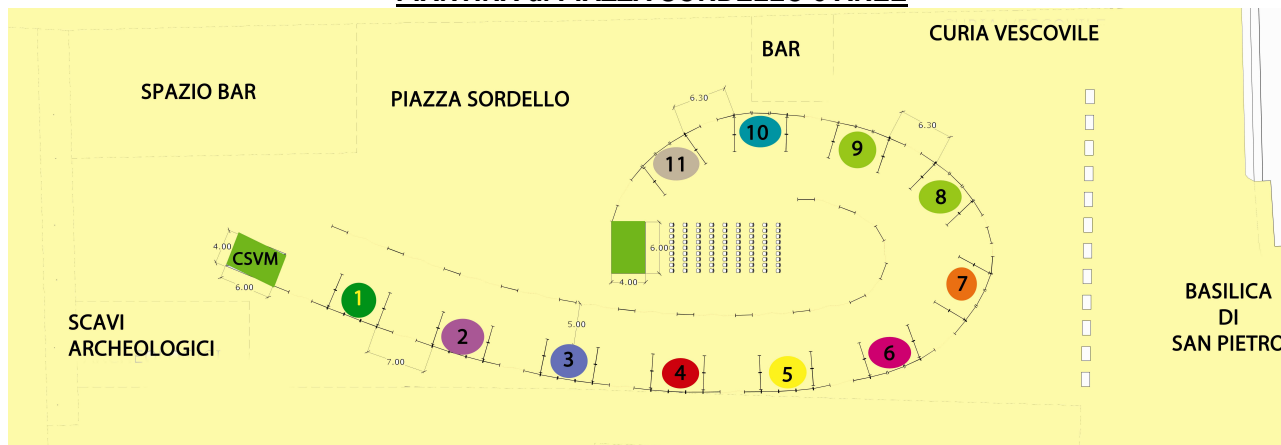 CURIA VESCOVILE
BAR
SPAZIO BAR
PIAZZA SORDELLO
6.30
6.30
10
9
11
8
4.00
CSVM
6.00
6.00
4.00
7
1
BASILICA
DI
SAN PIETRO
SCAVI
ARCHEOLOGICI
5.00
2
3
7.00
4
5
6